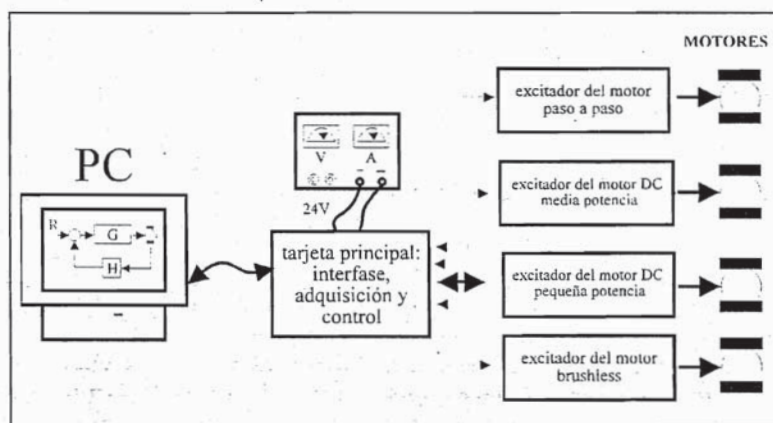 MOTORES
excitador del motor
paso a paso
V A
PC
excitador del motor DC
media potencia
24V
R
G
H
tarjeta principal:
interfase,
adquisición y
control
excitador del motor DC
pequeña potencia
excitador del motor
brushless